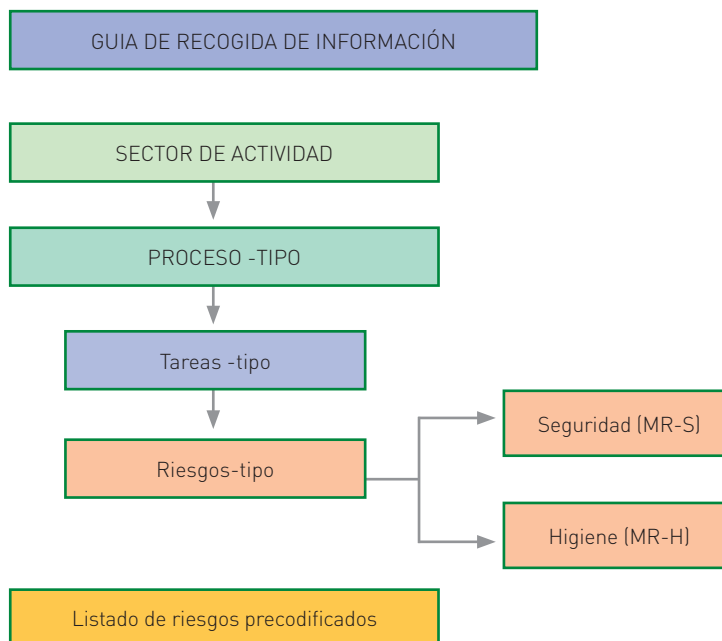 GUIA DE RECOGIDA DE INFORMACIÓN
SECTOR DE ACTIVIDAD
PROCESO -TIPO
Tareas -tipo
Riesgos-tipo
Seguridad (MR-S)
Higiene (MR-H)
Listado de riesgos precodificados